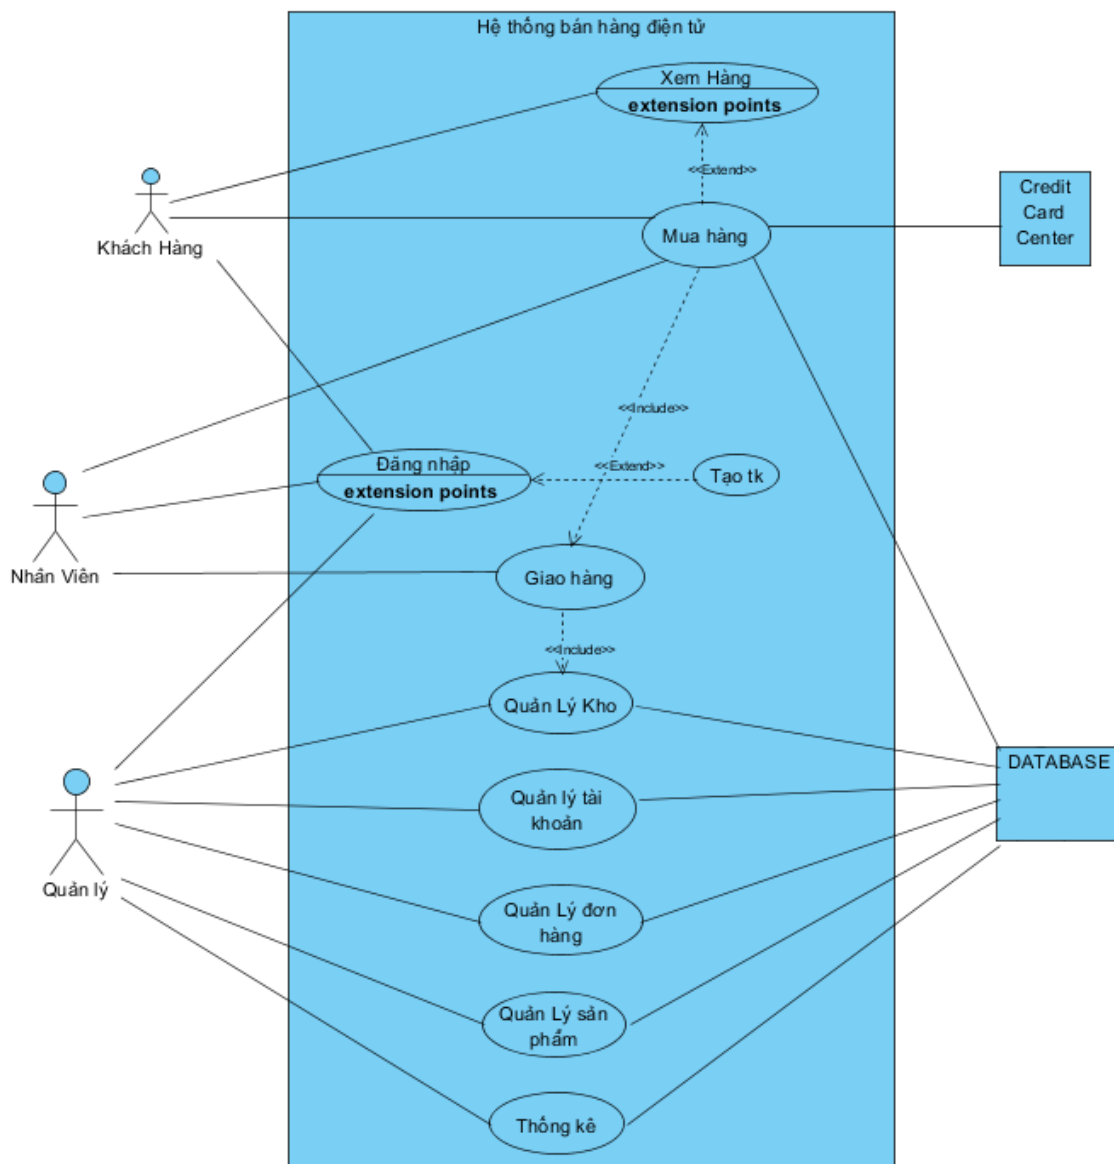 Hệ thống bán hàng điện tử
Xem Hàng
extension points
<<Extend>>
Credit
Card
Center
Khách Hàng
Mua hàng
<<Include>>
Đăng nhập
extension points
<<Extend>>
Tạo tk
Nhân Viên
Giao hàng
<<Include>>
Quản Lý Kho
DATABASE
Quản lý tài
khoản
Quản lý
Quản Lý đơn
hàng
Quản Lý sản
phẩm
Thống kê